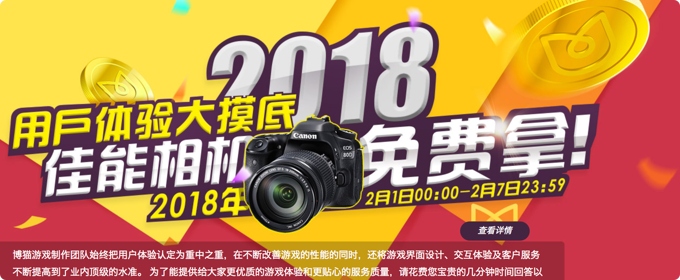 2018
用戶体验大摸底
佳能相机 免费拿!
2018年 2月1日00:00-2月7日23:59
Canon
EOS
80D
查看详情
博猫游戏制作团队始终把用户体验认定为重中之重，在不断改善游戏的性能的同时，还将游戏界面设计、交互体验及客户服务
不断提高到了业内顶级的水准。为了能提供给大家更优质的游戏体验和更贴心的服务质量，请花费您宝贵的几分钟时间回答以